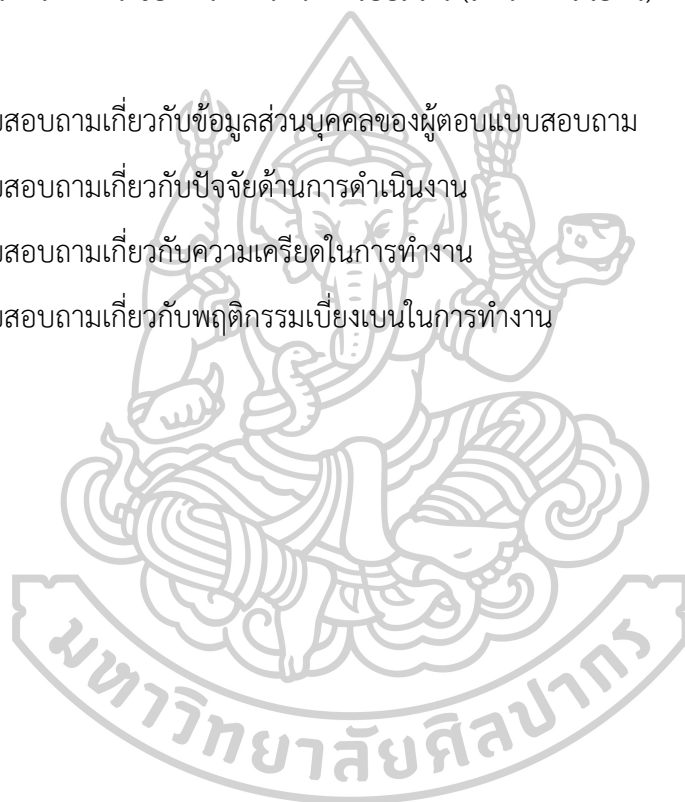 บสอบถามเกี่ยวกับข้อมูลส่วนบุคคลของผู้ตอบแบบสอบถาม
บสอบถามเกี่ยวกับปัจจัยด้านการดำเนินงาน
บสอบถามเกี่ยวกับความเครียดในการทำงาน
บสอบถามเกี่ยวกับพฤติกรรมเบี่ยงเบนในการทำงาน
มหาวิทยาลัยศิลปากร